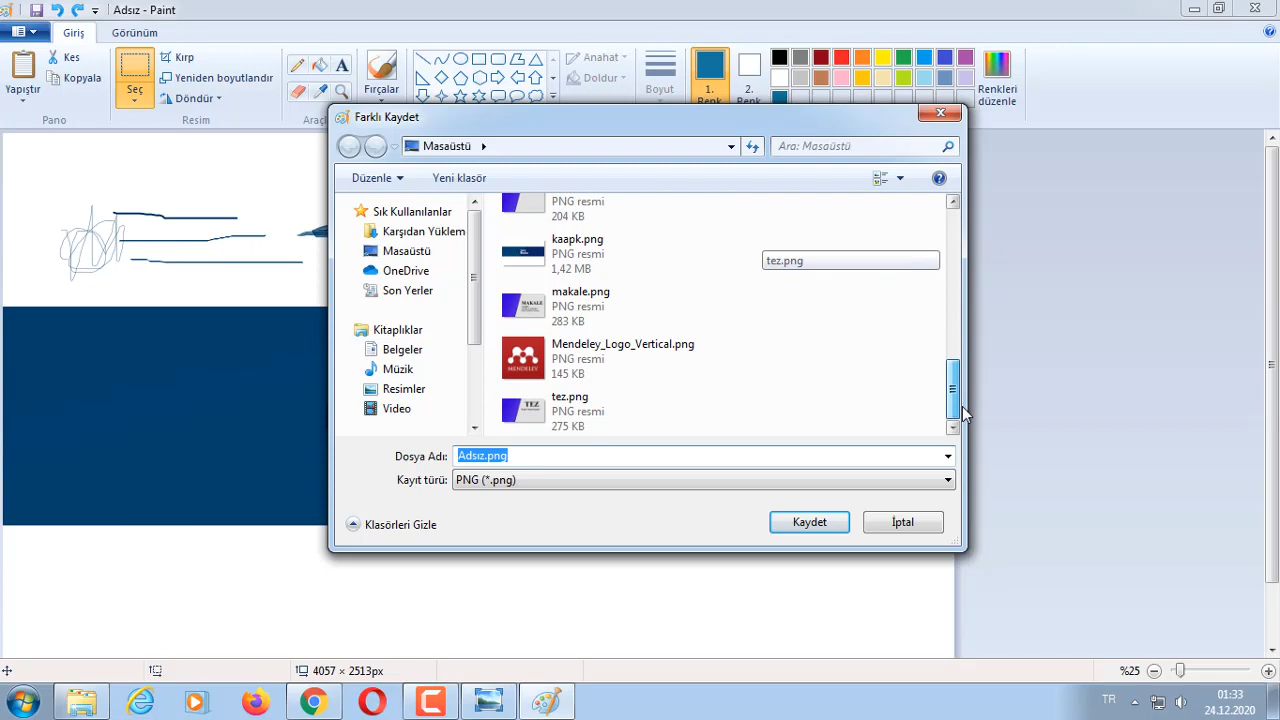 Adsız - Paint
Giriş
Görünüm
Yapıştır
Kes
Kopyala
Pano
Seç
Kırp
Yeniden boyutlandır
Döndür
Resim
A
Fırçalar
Anahat
Doldur
Boyut
1.
Renk
2.
Renk
Renkleri
düzenle
Farklı Kaydet
Masaüstü
Ara: Masaüstü
Düzenle
Yeni klasör
Sık Kullanılanlar
Karşıdan Yüklem
Masaüstü
OneDrive
Son Yerler
Kitaplıklar
Belgeler
Müzik
Resimler
Video
PNG resmi
204 KB
kaapk.png
PNG resmi
1,42 MB
tez.png
makale.png
PNG resmi
283 KB
MAKALE
Mendeley_Logo_Vertical.png
PNG resmi
145 KB
MENDELEY
tez.png
PNG resmi
275 KB
TEZ
Dosya Adı:
Adsız.png
Kayıt türü:
PNG (*.png)
Klasörleri Gizle
Kaydet
İptal
4057 × 2513px
%25
TR
01:33
24.12.2020